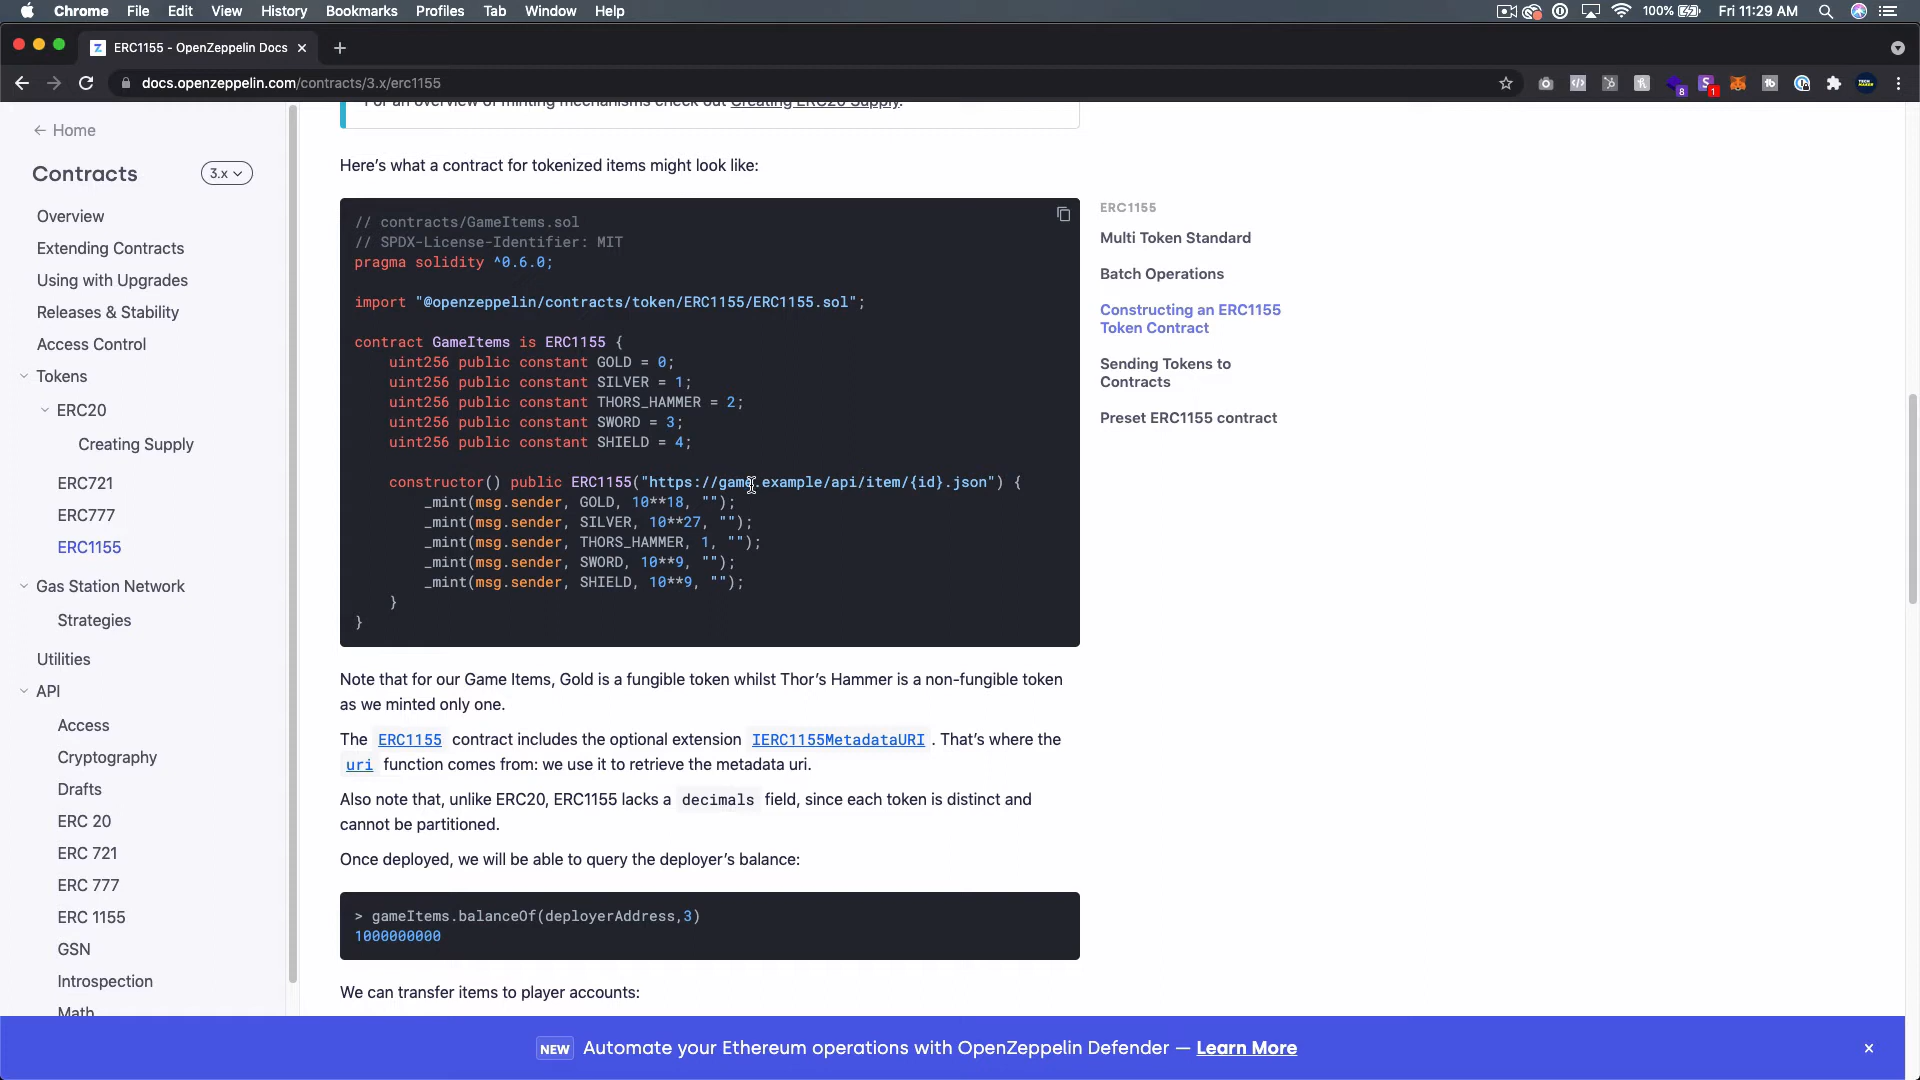 Chrome File Edit View History Bookmarks Profiles Tab Window Help 100% Fri 11:29 AM
ERC1155 - OpenZeppelin Docs
docs.openzeppelin.com/contracts/3.x/erc1155
8 1
← Home
Contracts 3.x
Overview
Extending Contracts
Using with Upgrades
Releases & Stability
Access Control
Tokens
ERC20
Creating Supply
ERC721
ERC777
ERC1155
Gas Station Network
Strategies
Utilities
API
Access
Cryptography
Drafts
ERC 20
ERC 721
ERC 777
ERC 1155
GSN
Introspection
Math
For an overview of minting mechanisms check out Creating ERC20 Supply.
Here's what a contract for tokenized items might look like:
// contracts/GameItems.sol
// SPDX-License-Identifier: MIT
pragma solidity ^0.6.0;
import "@openzeppelin/contracts/token/ERC1155/ERC1155.sol";
contract GameItems is ERC1155 {
uint256 public constant GOLD = 0;
uint256 public constant SILVER = 1;
uint256 public constant THORS_HAMMER = 2;
uint256 public constant SWORD = 3;
uint256 public constant SHIELD = 4;
constructor() public ERC1155("https://game.example/api/item/{id}.json") {
_mint(msg.sender, GOLD, 10**18, "");
_mint(msg.sender, SILVER, 10**27, "");
_mint(msg.sender, THORS_HAMMER, 1, "");
_mint(msg.sender, SWORD, 10**9, "");
_mint(msg.sender, SHIELD, 10**9, "");
}
}
Note that for our Game Items, Gold is a fungible token whilst Thor's Hammer is a non-fungible token
as we minted only one.
The ERC1155 contract includes the optional extension IERC1155MetadataURI . That's where the
uri function comes from: we use it to retrieve the metadata uri.
Also note that, unlike ERC20, ERC1155 lacks a decimals field, since each token is distinct and
cannot be partitioned.
Once deployed, we will be able to query the deployer's balance:
> gameItems.balanceOf(deployerAddress,3)
1000000000
We can transfer items to player accounts:
ERC1155
Multi Token Standard
Batch Operations
Constructing an ERC1155
Token Contract
Sending Tokens to
Contracts
Preset ERC1155 contract
NEW Automate your Ethereum operations with OpenZeppelin Defender — Learn More